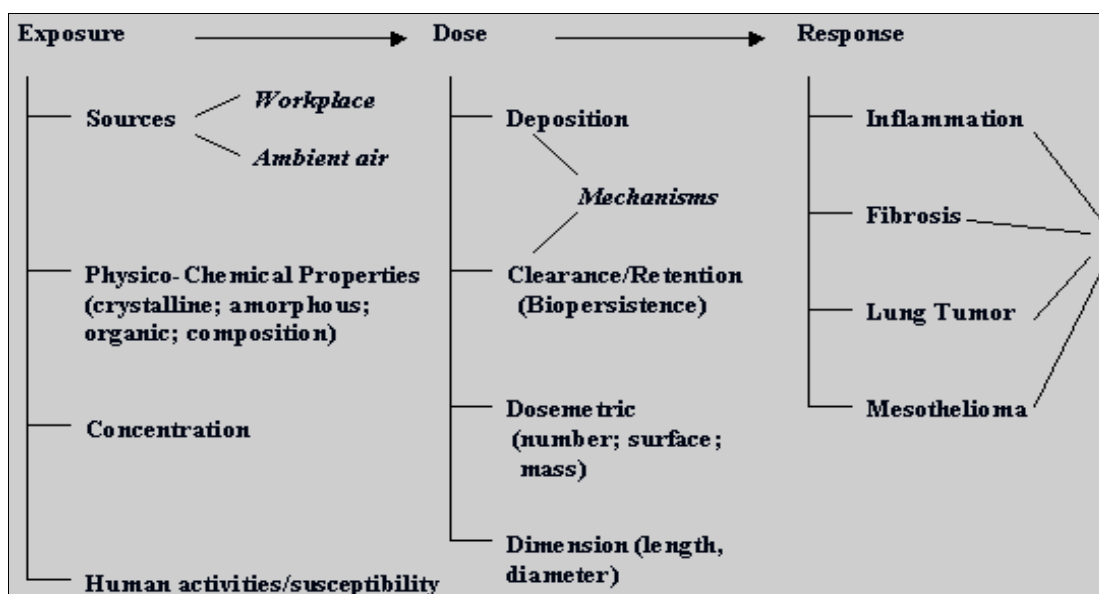 Exposure
Sources
Workplace
Ambient air
Physico-Chemical Properties
(crystalline; amorphous;
organic; composition)
Concentration
Human activities/susceptibility
Dose
Deposition
Mechanisms
Clearance/Retention
(Biopersistence)
Dosemetric
(number; surface;
mass)
Dimension (length,
diameter)
Response
Inflammation
Fibrosis
Lung Tumor
Mesothelioma